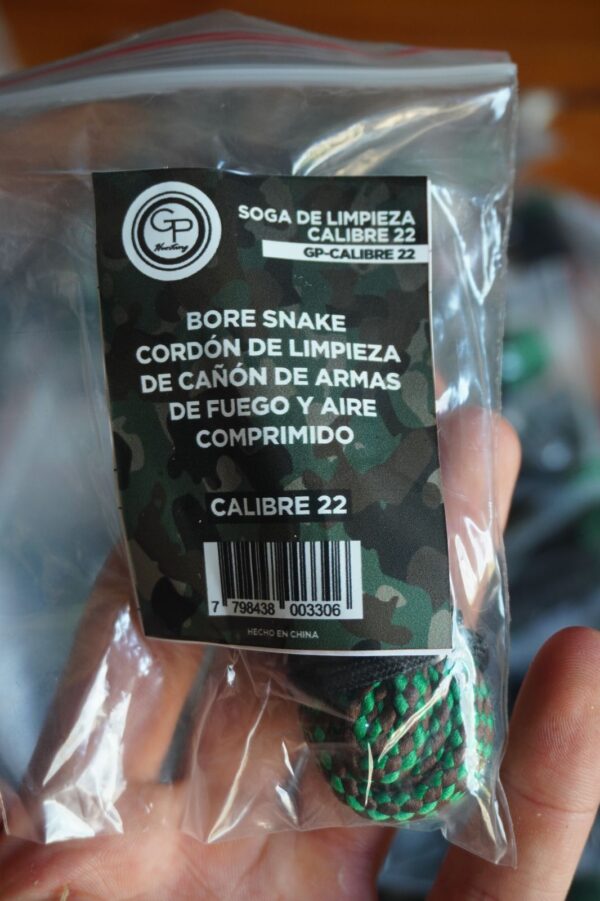 GP
Hunting
SOGA DE LIMPIEZA
CALIBRE 22
GP-CALIBRE 22
BORE SNAKE
CORDÓN DE LIMPIEZA
DE CAÑÓN DE ARMAS
DE FUEGO Y AIRE
COMPRIMIDO
CALIBRE 22
7 798438 003306
HECHO EN CHINA